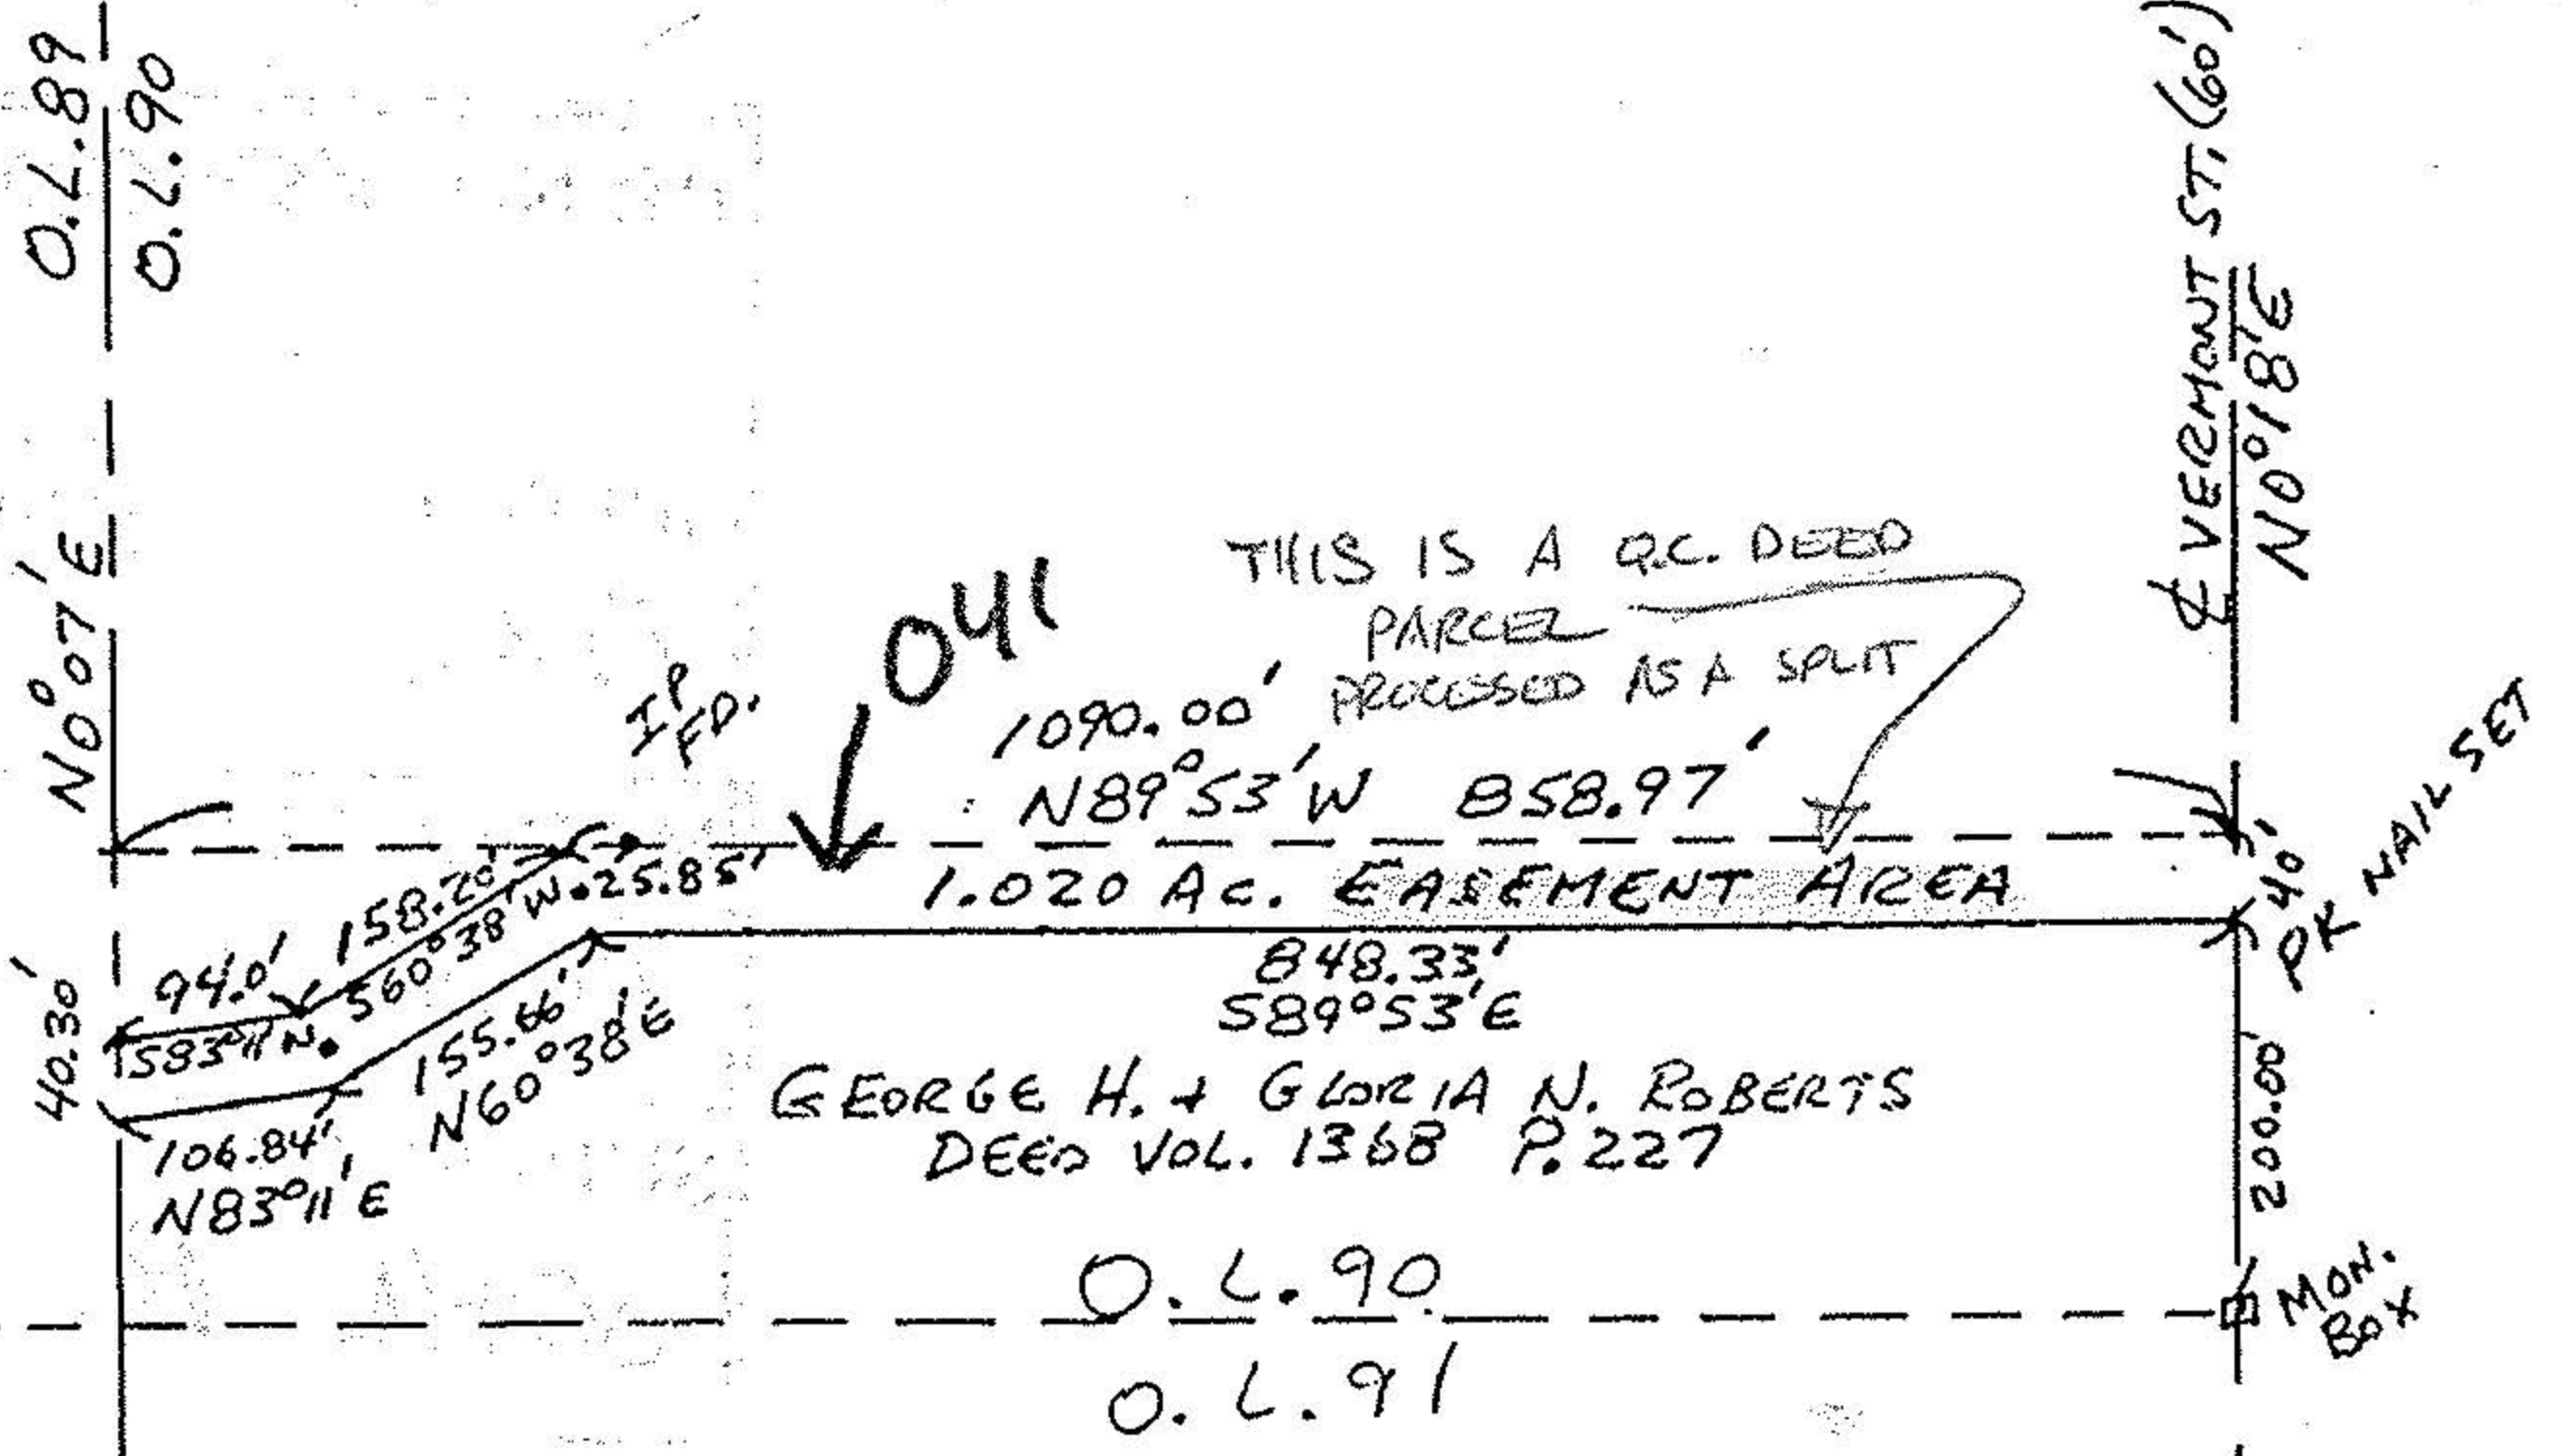 O.L.89
O.L.90
℄ VERMONT ST. (60')
N0°18'E
N0°07'E
THIS IS A Q.C. DEED
PARCEL
PROCESSED AS A SPLIT
041
IP
FD.
1090.00'
N89°53'W 858.97'
40'
PK NAIL SET
1.020 AC. EASEMENT AREA
158.20'
S60°38'W.
25.85'
94.0'
S83°11'
40.30'
848.33'
S89°53'E
155.66'
N60°38'E
106.84'
N83°11'E
GEORGE H. + GLORIA N. ROBERTS
DEED VOL. 1368 P. 227
200.00'
O.L. 90
MON.
BOX
O.L. 91